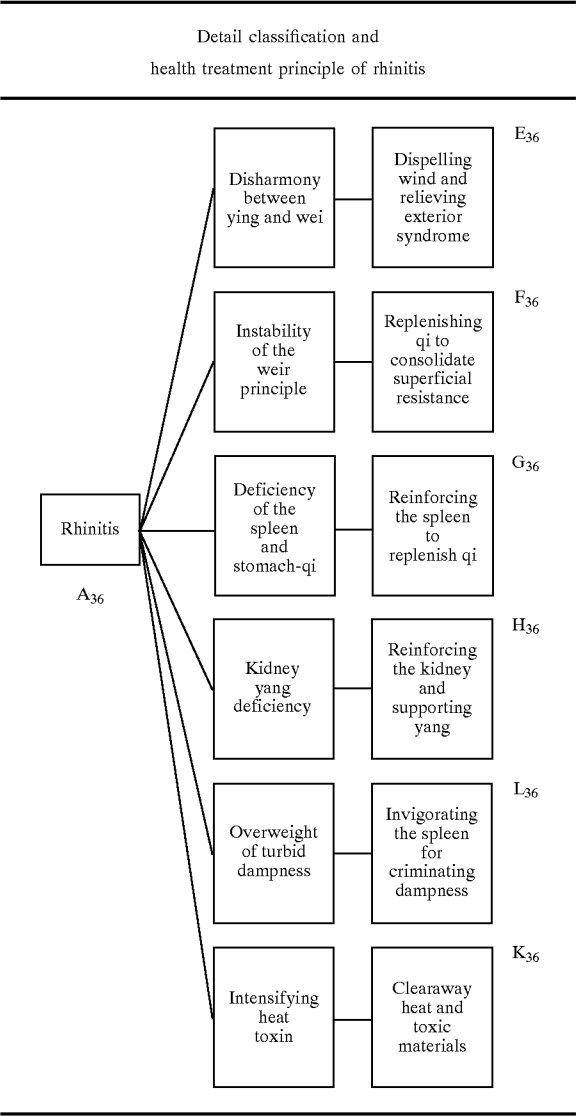 Detail classification and
health treatment principle of rhinitis
E36
Disharmony
between
ying and wei
Dispelling
wind and
relieving
exterior
syndrome
F36
Instability
of the
weir
principle
Replenishing
qi to
consolidate
superficial
resistance
G36
Deficiency
of the
spleen
and
stomach-qi
Reinforcing
the spleen
to
replenish qi
Rhinitis
A36
H36
Kidney
yang
deficiency
Reinforcing
the kidney
and
supporting
yang
L36
Overweight
of turbid
dampness
Invigorating
the spleen
for
criminating
dampness
K36
Intensifying
heat
toxin
Clearaway
heat and
toxic
materials